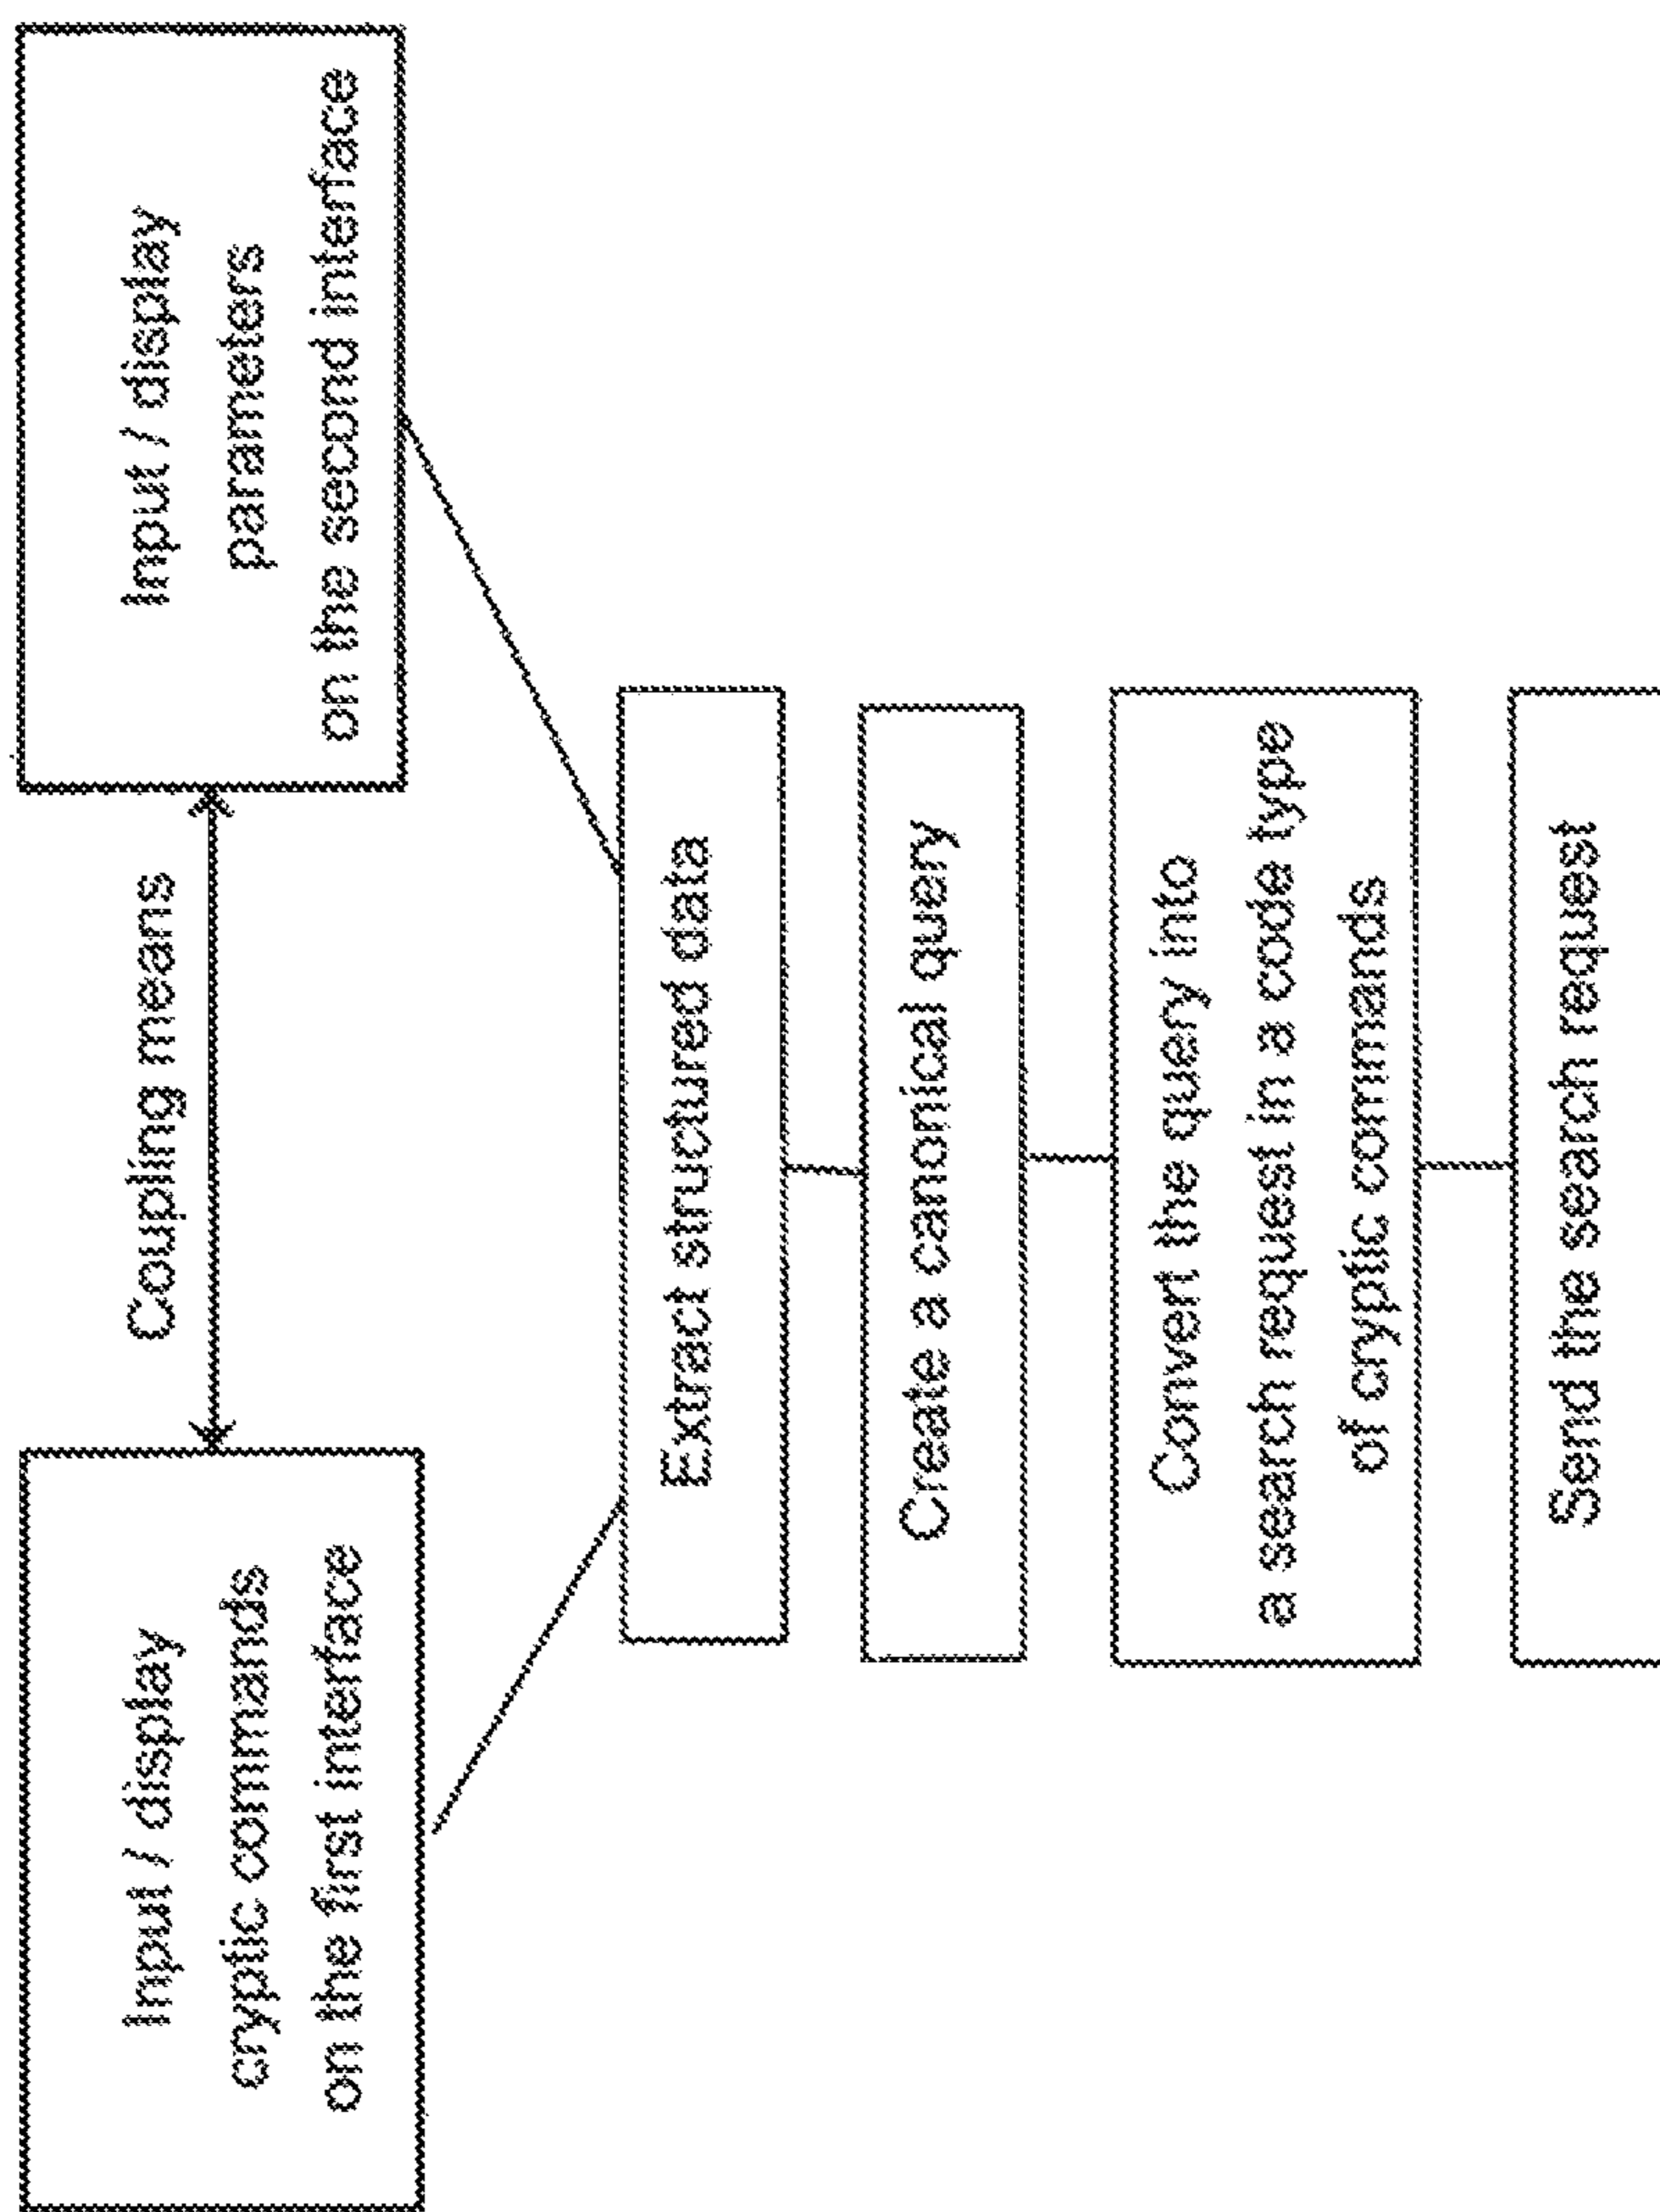 Input / display
cryptic commands
on the first interface
Coupling means
Input / display
parameters
on the second interface
Extract structured data
Create a canonical query
Convert the query into
a search request in a code type
of cryptic commands
Send the search request